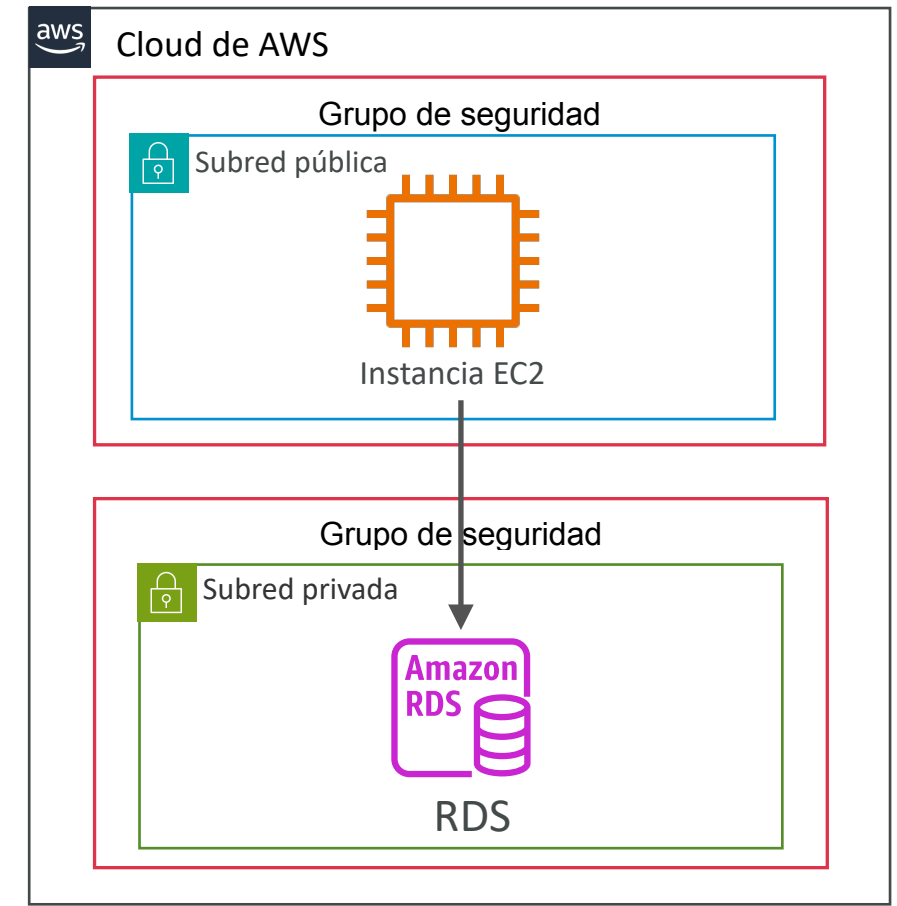 aws
Cloud de AWS
Grupo de seguridad
Subred pública
Instancia EC2
Grupo de seguridad
Subred privada
Amazon
RDS
RDS